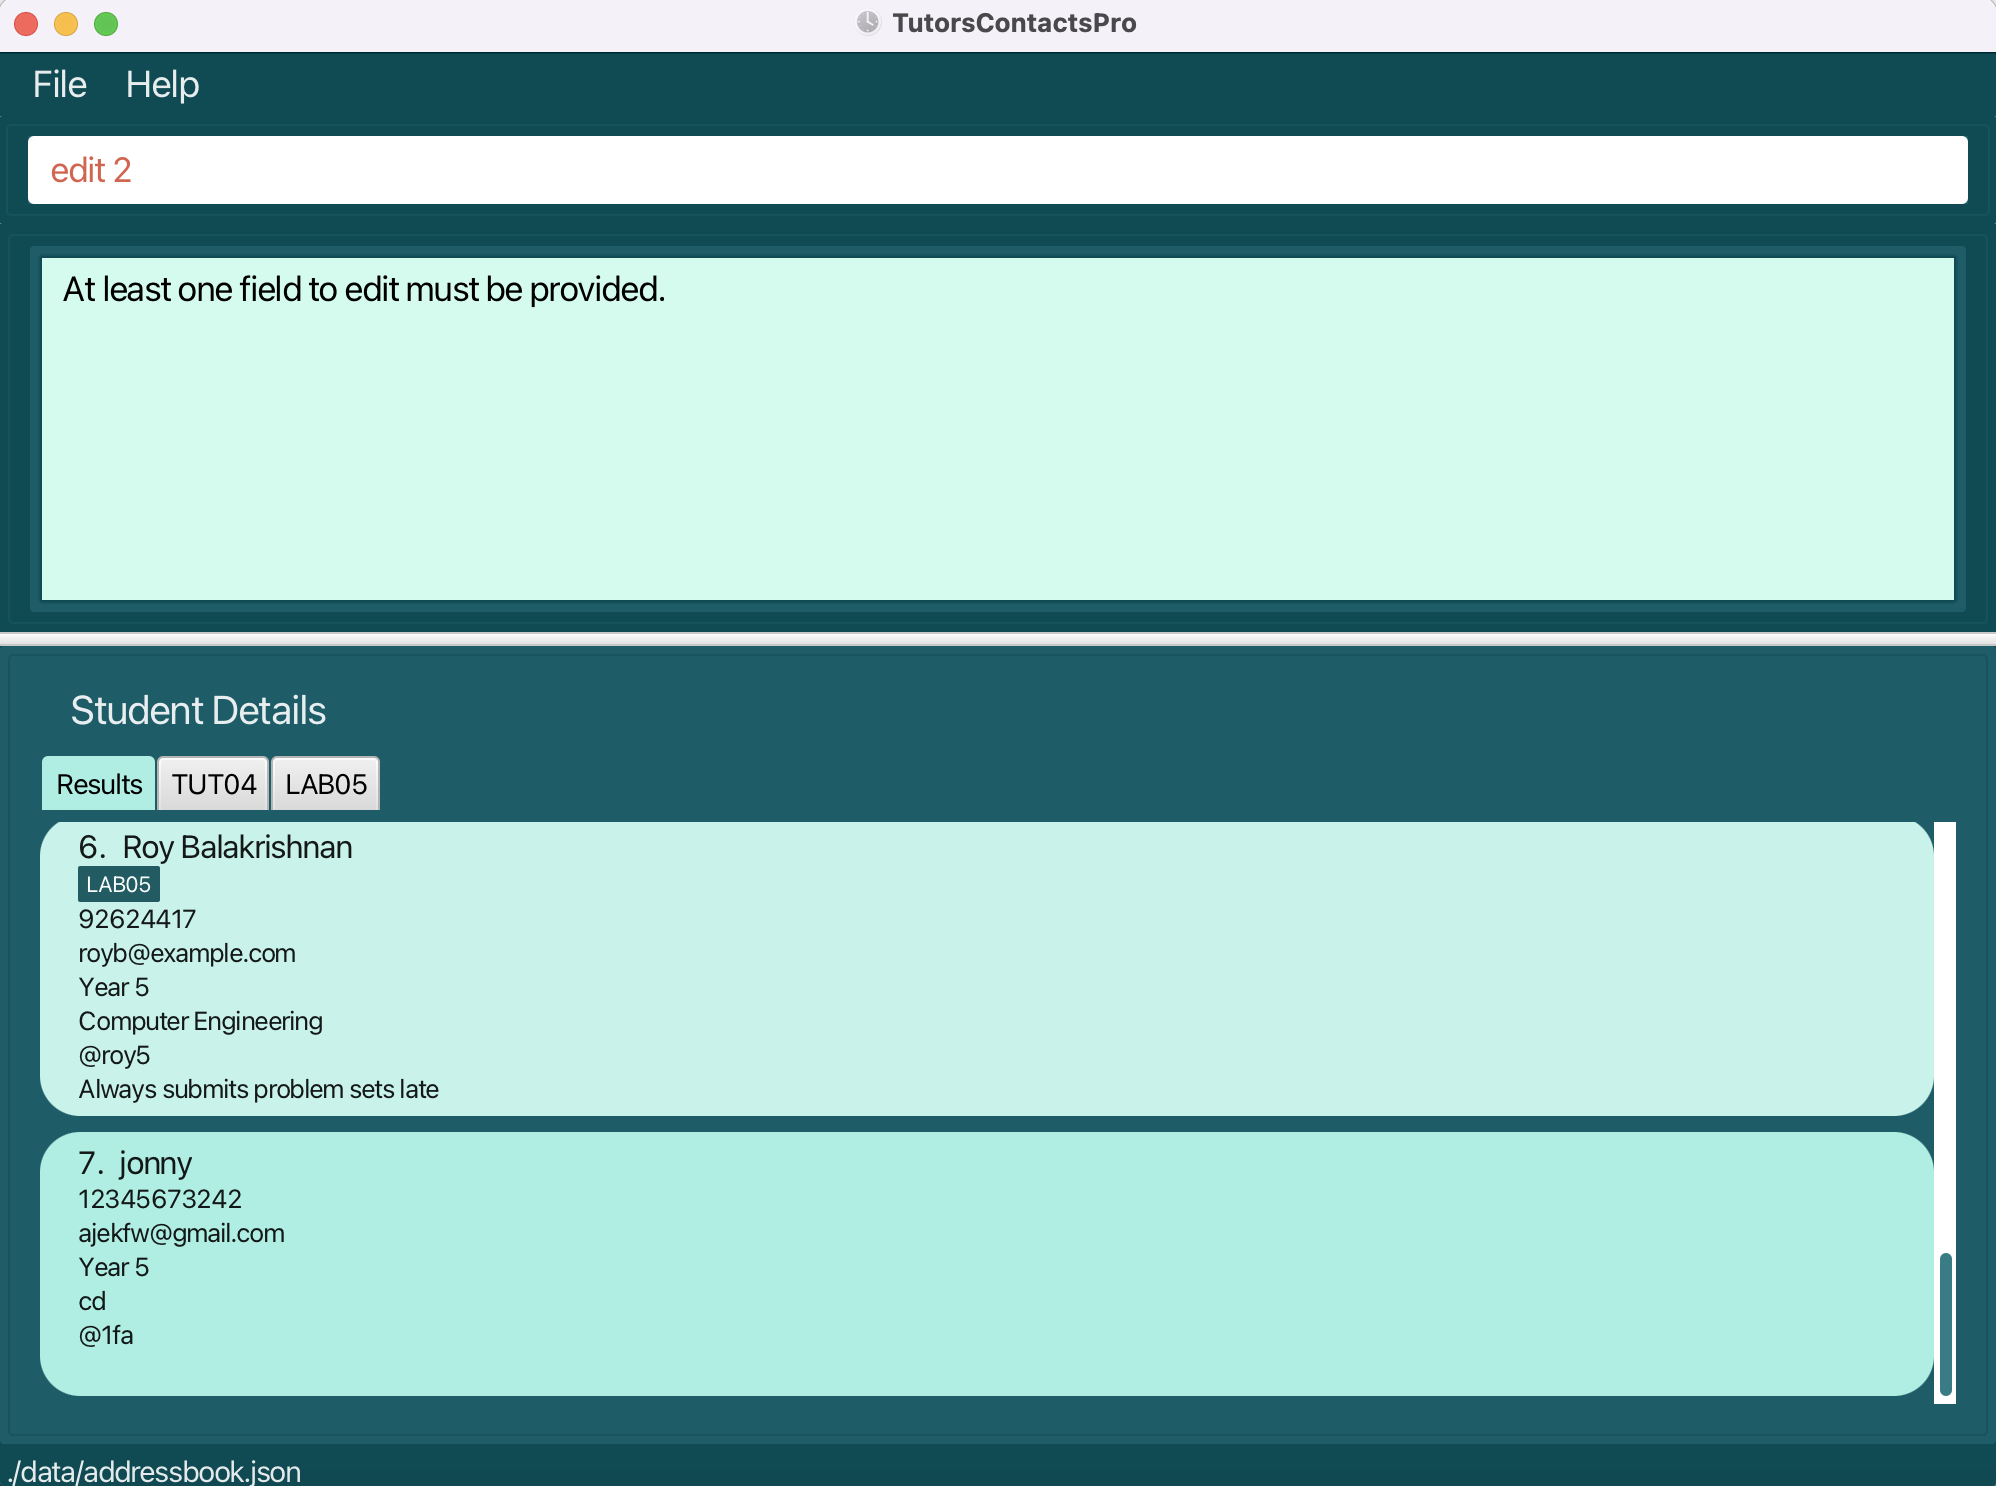 TutorsContactsPro
File Help
edit 2
At least one field to edit must be provided.
Student Details
Results TUT04 LAB05
6. Roy Balakrishnan
LAB05
92624417
royb@example.com
Year 5
Computer Engineering
@roy5
Always submits problem sets late
7. jonny
12345673242
ajekfw@gmail.com
Year 5
cd
@1fa
./data/addressbook.json